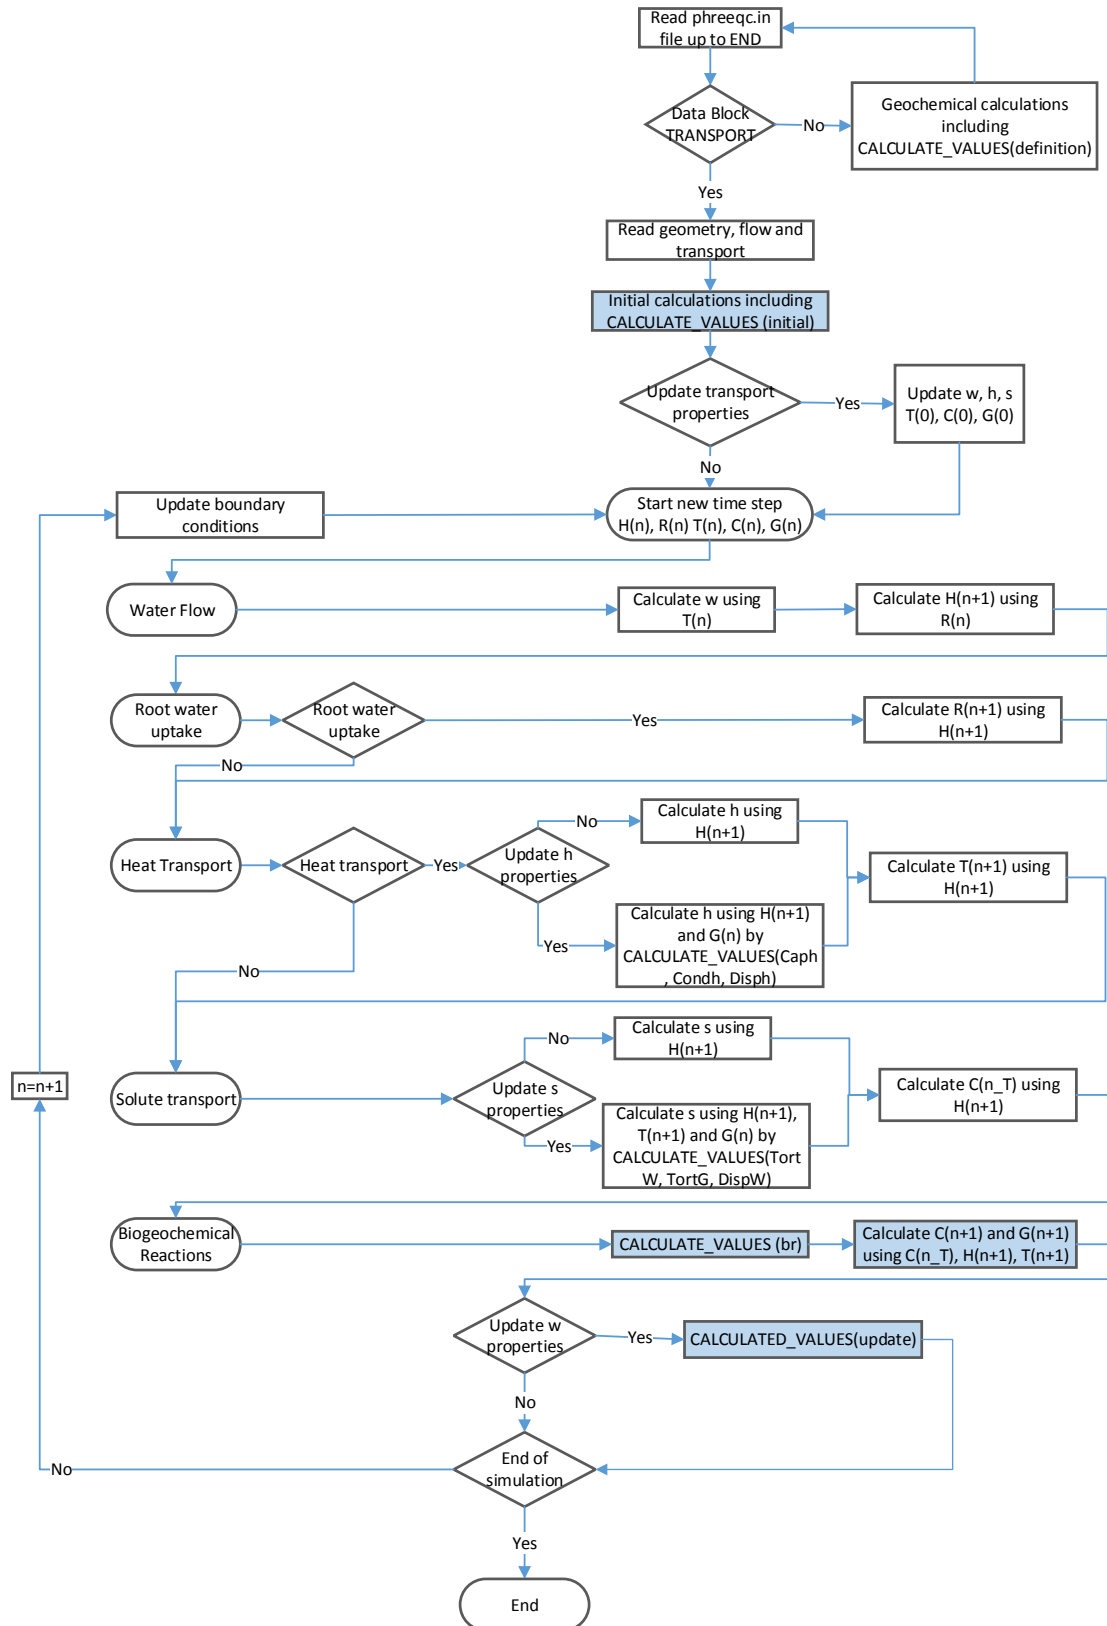 Read phreeqc.in
file up to END
Data Block
TRANSPORT
No
Geochemical calculations
including
CALCULATE_VALUES(definition)
Yes
Read geometry, flow and
transport
Initial calculations including
CALCULATE_VALUES (initial)
Update transport
properties
Yes
Update w, h, s
T(0), C(0), G(0)
No
Update boundary
conditions
Start new time step
H(n), R(n) T(n), C(n), G(n)
Water Flow
Calculate w using
T(n)
Calculate H(n+1) using
R(n)
Root water
uptake
Root water
uptake
Yes
Calculate R(n+1) using
H(n+1)
No
Heat Transport
Heat transport
Yes
Update h
properties
No
Calculate h using
H(n+1)
Calculate T(n+1) using
H(n+1)
Yes
Calculate h using H(n+1)
and G(n) by
CALCULATE_VALUES(Caph
, Condh, Disph)
No
n=n+1
Solute transport
Update s
properties
No
Calculate s using
H(n+1)
Calculate C(n_T) using
H(n+1)
Yes
Calculate s using H(n+1),
T(n+1) and G(n) by
CALCULATE_VALUES(Tort
W, TortG, DispW)
Biogeochemical
Reactions
CALCULATE_VALUES (br)
Calculate C(n+1) and G(n+1)
using C(n_T), H(n+1), T(n+1)
Update w
properties
Yes
CALCULATED_VALUES(update)
No
End of
simulation
No
Yes
End